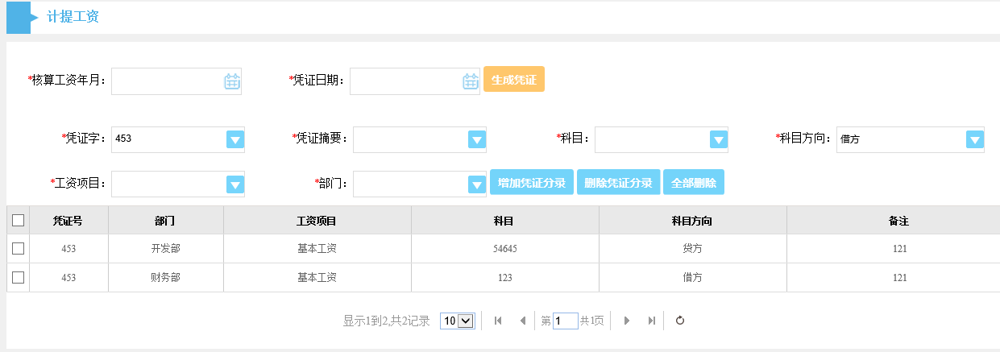 计提工资
*核算工资年月： *凭证日期： 生成凭证
*凭证字： 453 *凭证摘要： *科目： *科目方向： 借方
*工资项目： *部门： 增加凭证分录 删除凭证分录 全部删除
凭证号 部门 工资项目 科目 科目方向 备注
453 开发部 基本工资 54645 贷方 121
453 财务部 基本工资 123 借方 121
显示1到2,共2记录 10 第 1 共1页